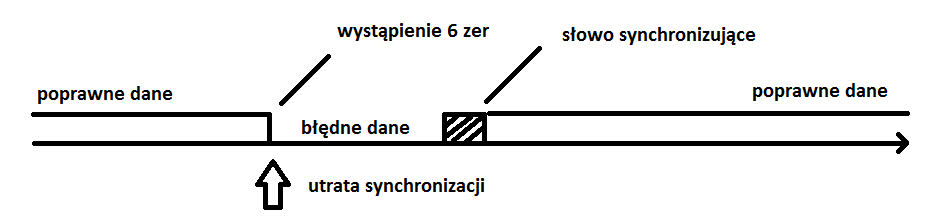 wystąpienie 6 zer
słowo synchronizujące
poprawne dane
poprawne dane
błędne dane
utrata synchronizacji